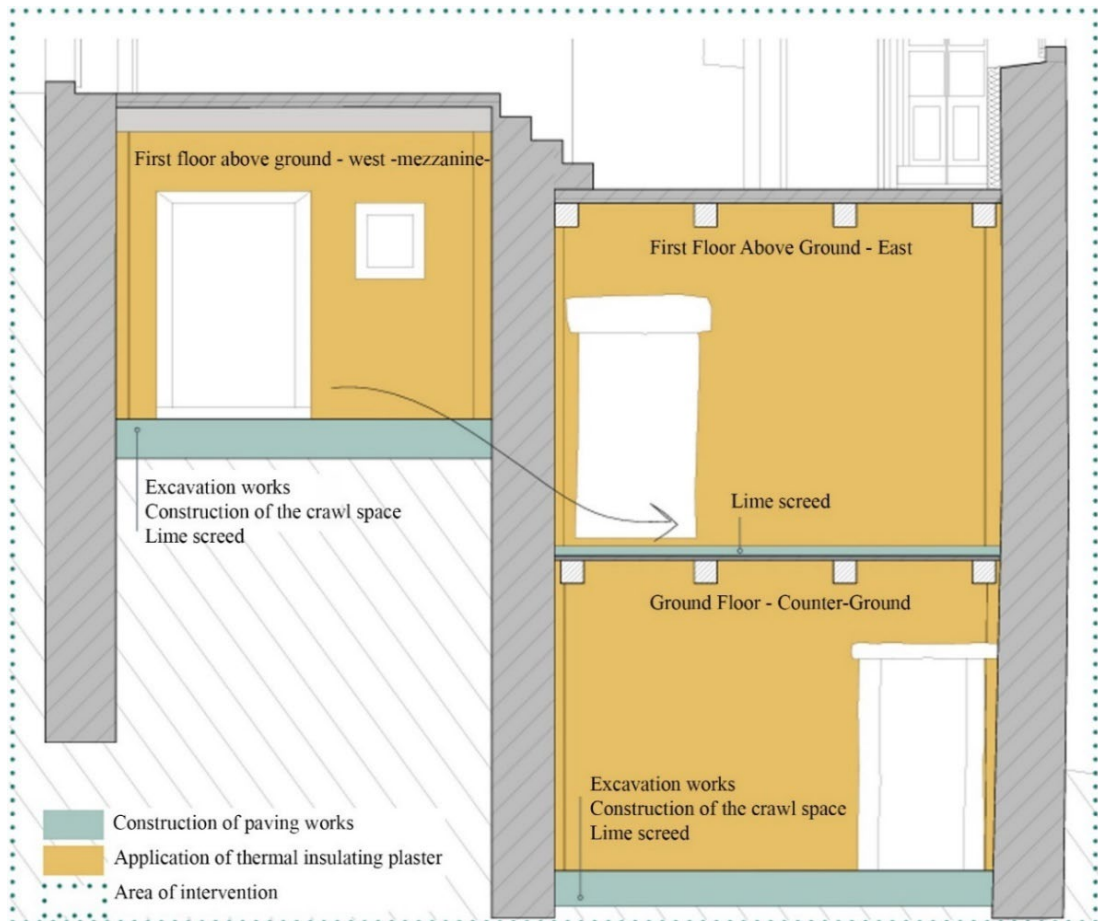 First floor above ground - west -mezzanine-
First Floor Above Ground - East
Excavation works
Construction of the crawl space
Lime screed
Lime screed
Ground Floor - Counter-Ground
Excavation works
Construction of the crawl space
Lime screed
Construction of paving works
Application of thermal insulating plaster
Area of intervention